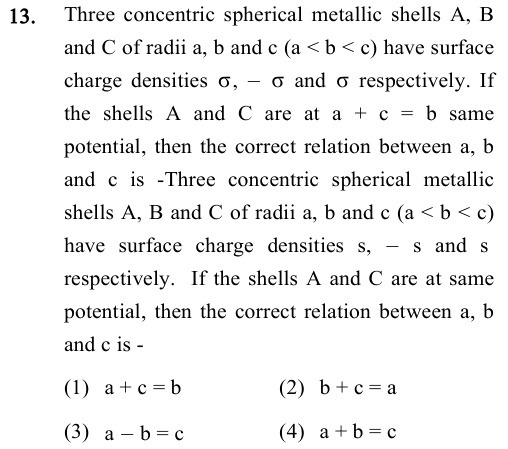 13. Three concentric spherical metallic shells A, B
and C of radii a, b and c (a < b < c) have surface
charge densities σ, – σ and σ respectively. If
the shells A and C are at a + c = b same
potential, then the correct relation between a, b
and c is -Three concentric spherical metallic
shells A, B and C of radii a, b and c (a < b < c)
have surface charge densities s, – s and s
respectively. If the shells A and C are at same
potential, then the correct relation between a, b
and c is -
(1) a + c = b (2) b + c = a
(3) a – b = c (4) a + b = c